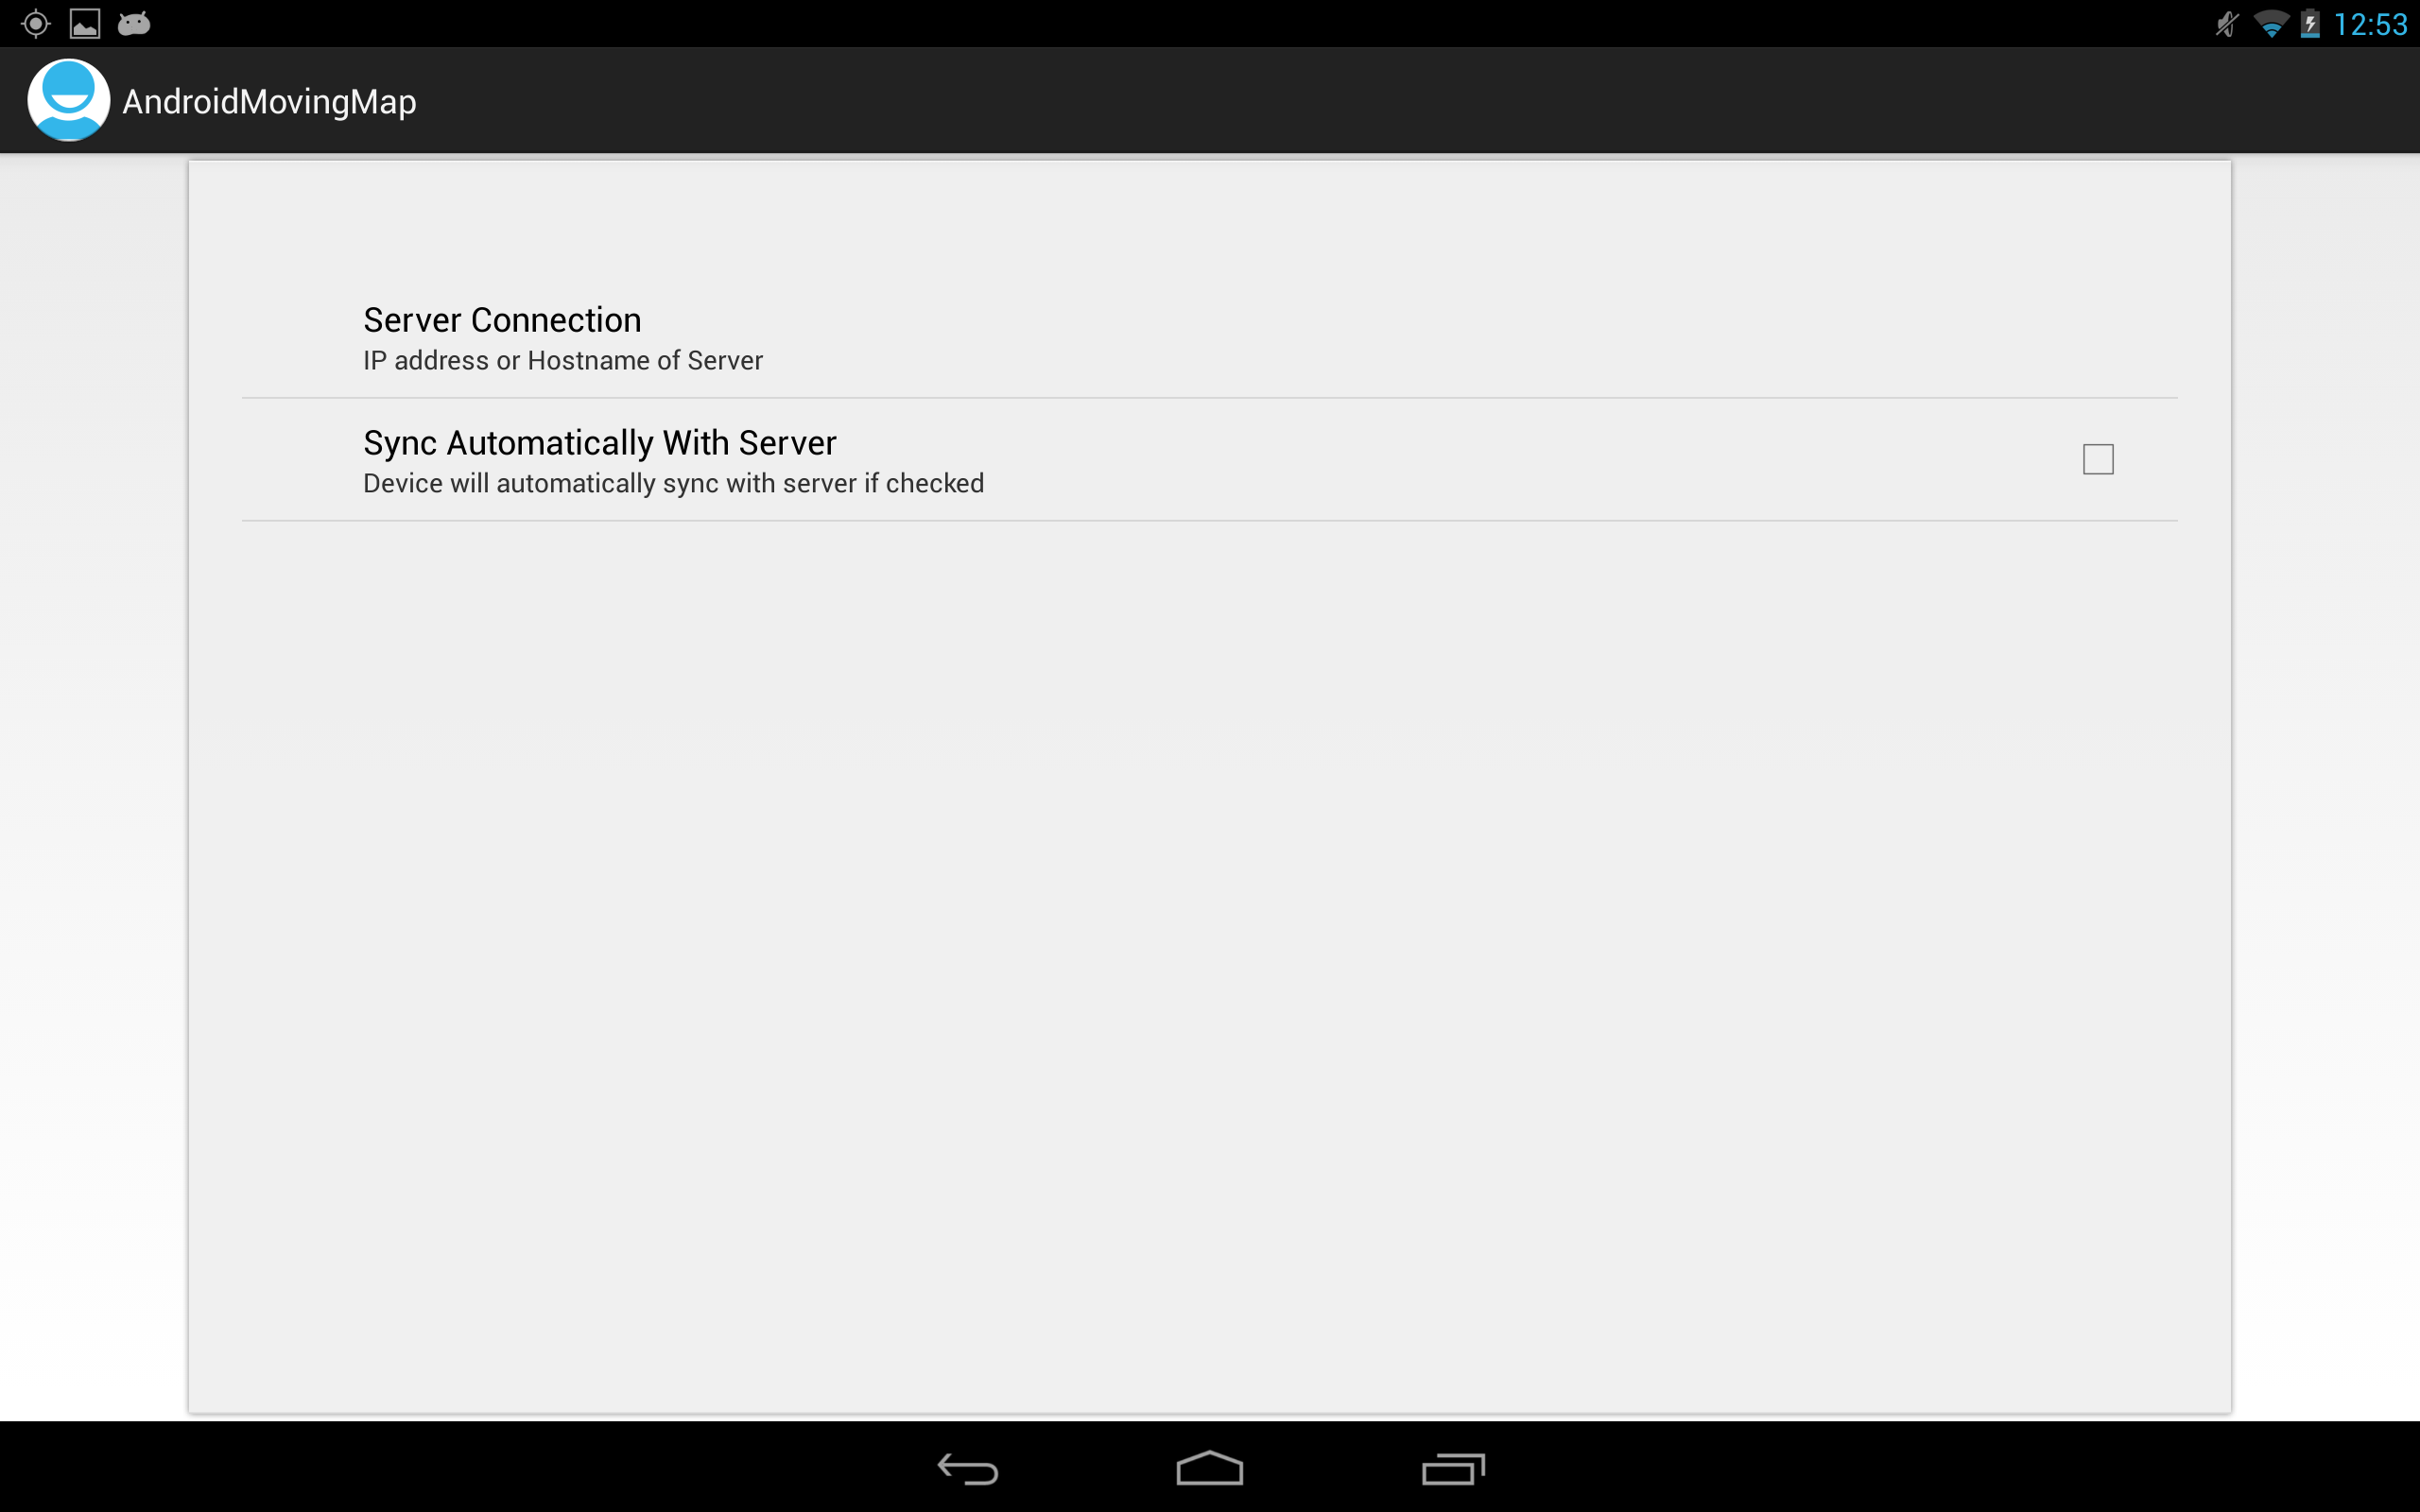 12:53
AndroidMovingMap
Server Connection
IP address or Hostname of Server
Sync Automatically With Server
Device will automatically sync with server if checked